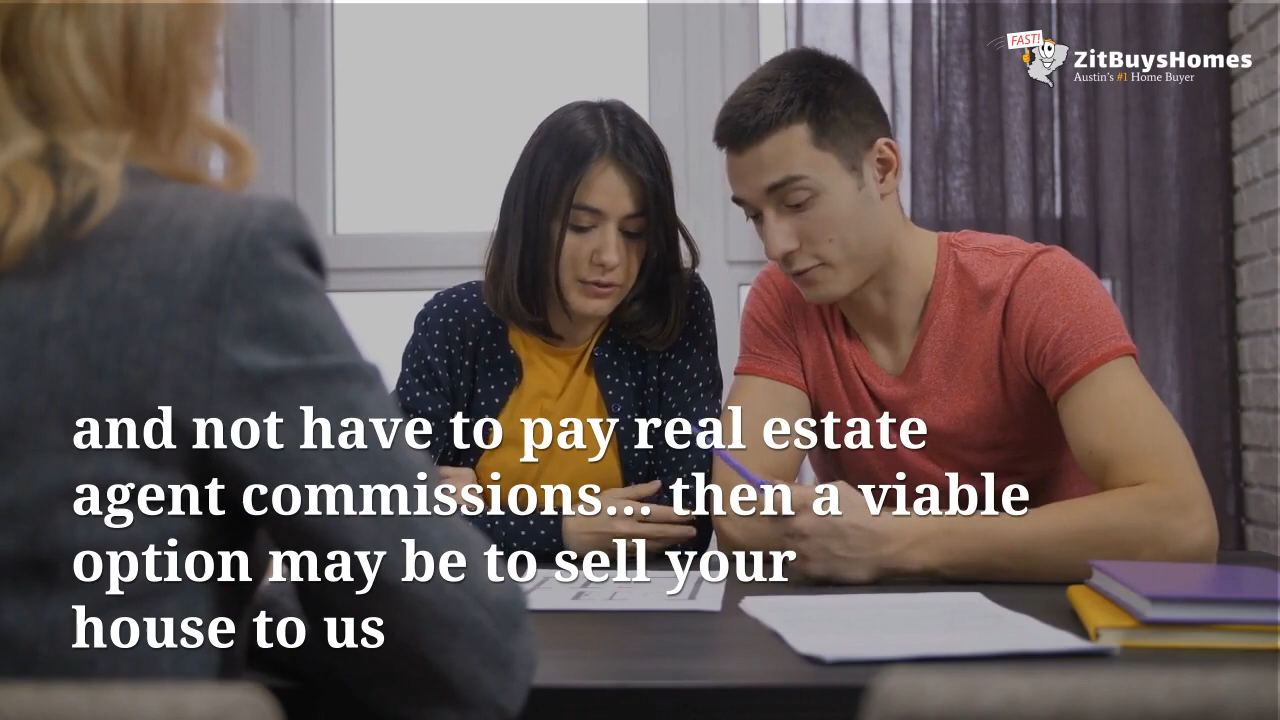 FAST!
ZitBuysHomes
Austin's #1 Home Buyer
and not have to pay real estate
agent commissions... then a viable
option may be to sell your
house to us